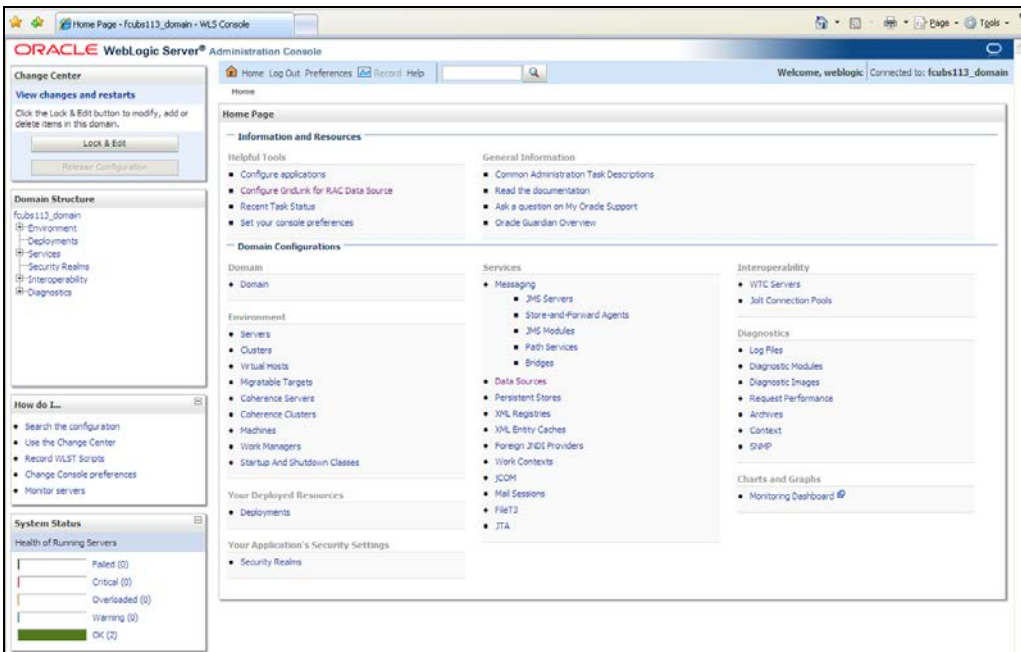 Home Page - fcubs113_domain - WLS Console
Page
Tools
ORACLE WebLogic Server® Administration Console
Change Center
View changes and restarts
Click the Lock & Edit button to modify, add or
delete items in this domain.
Lock & Edit
Release Configuration
Domain Structure
fcubs113_domain
Environment
Deployments
Services
Security Realms
Interoperability
Diagnostics
How do I...
Search the configuration
Use the Change Center
Record WLST Scripts
Change Console preferences
Monitor servers
System Status
Health of Running Servers
Failed (0)
Critical (0)
Overloaded (0)
Warning (0)
OK (2)
Home Log Out Preferences Record Help
Welcome, weblogic Connected to: fcubs113_domain
Home
Home Page
Information and Resources
Helpful Tools
Configure applications
Configure GridLink for RAC Data Source
Recent Task Status
Set your console preferences
General Information
Common Administration Task Descriptions
Read the documentation
Ask a question on My Oracle Support
Oracle Guardian Overview
Domain Configurations
Domain
Domain
Environment
Servers
Clusters
Virtual Hosts
Migratable Targets
Coherence Servers
Coherence Clusters
Machines
Work Managers
Startup And Shutdown Classes
Your Deployed Resources
Deployments
Your Application's Security Settings
Security Realms
Services
Messaging
JMS Servers
Store-and-Forward Agents
JMS Modules
Path Services
Bridges
Data Sources
Persistent Stores
XML Registries
XML Entity Caches
Foreign JNDI Providers
Work Contexts
jCOM
Mail Sessions
FileT3
JTA
Interoperability
WTC Servers
Jolt Connection Pools
Diagnostics
Log Files
Diagnostic Modules
Diagnostic Images
Request Performance
Archives
Context
SNMP
Charts and Graphs
Monitoring Dashboard